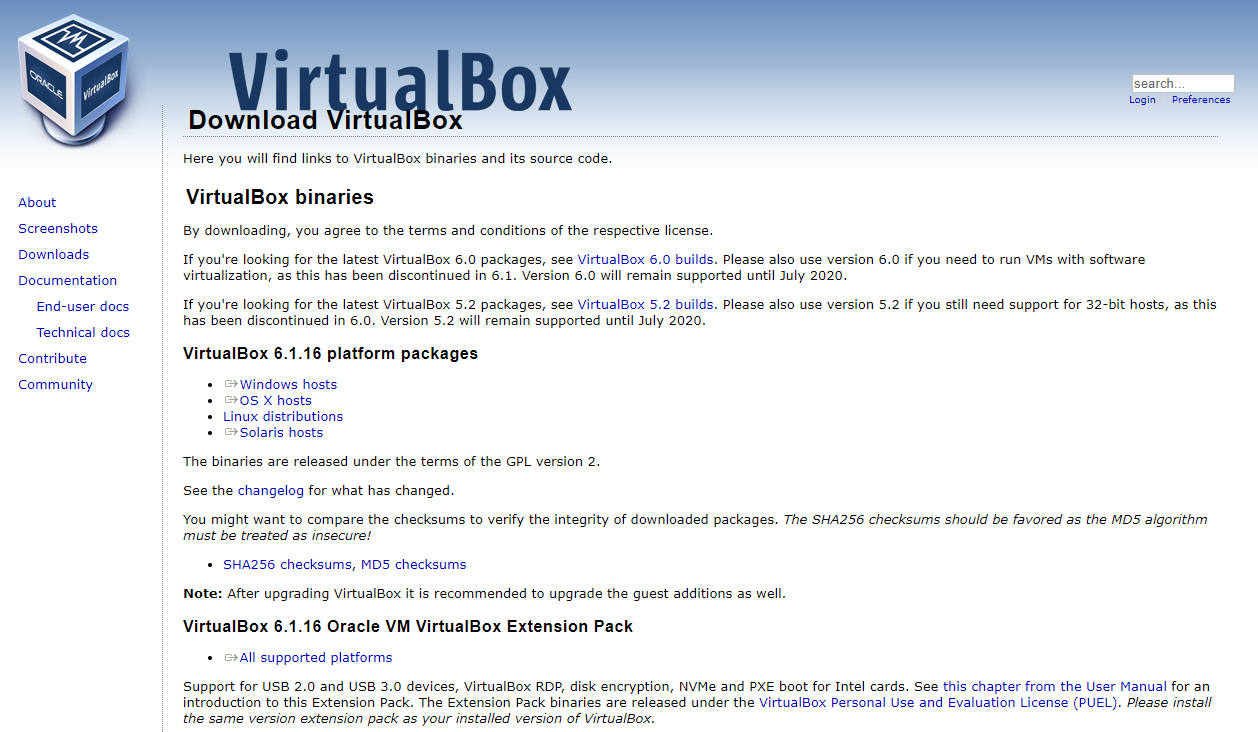 ORACLE
VirtualBox
VirtualBox
search...
Login Preferences
Download VirtualBox
Here you will find links to VirtualBox binaries and its source code.
About
Screenshots
Downloads
Documentation
End-user docs
Technical docs
Contribute
Community
VirtualBox binaries
By downloading, you agree to the terms and conditions of the respective license.
If you're looking for the latest VirtualBox 6.0 packages, see VirtualBox 6.0 builds. Please also use version 6.0 if you need to run VMs with software
virtualization, as this has been discontinued in 6.1. Version 6.0 will remain supported until July 2020.
If you're looking for the latest VirtualBox 5.2 packages, see VirtualBox 5.2 builds. Please also use version 5.2 if you still need support for 32-bit hosts, as this
has been discontinued in 6.0. Version 5.2 will remain supported until July 2020.
VirtualBox 6.1.16 platform packages
• Windows hosts
• OS X hosts
• Linux distributions
• Solaris hosts
The binaries are released under the terms of the GPL version 2.
See the changelog for what has changed.
You might want to compare the checksums to verify the integrity of downloaded packages. The SHA256 checksums should be favored as the MD5 algorithm
must be treated as insecure!
• SHA256 checksums, MD5 checksums
Note: After upgrading VirtualBox it is recommended to upgrade the guest additions as well.
VirtualBox 6.1.16 Oracle VM VirtualBox Extension Pack
• All supported platforms
Support for USB 2.0 and USB 3.0 devices, VirtualBox RDP, disk encryption, NVMe and PXE boot for Intel cards. See this chapter from the User Manual for an
introduction to this Extension Pack. The Extension Pack binaries are released under the VirtualBox Personal Use and Evaluation License (PUEL). Please install
the same version extension pack as your installed version of VirtualBox.